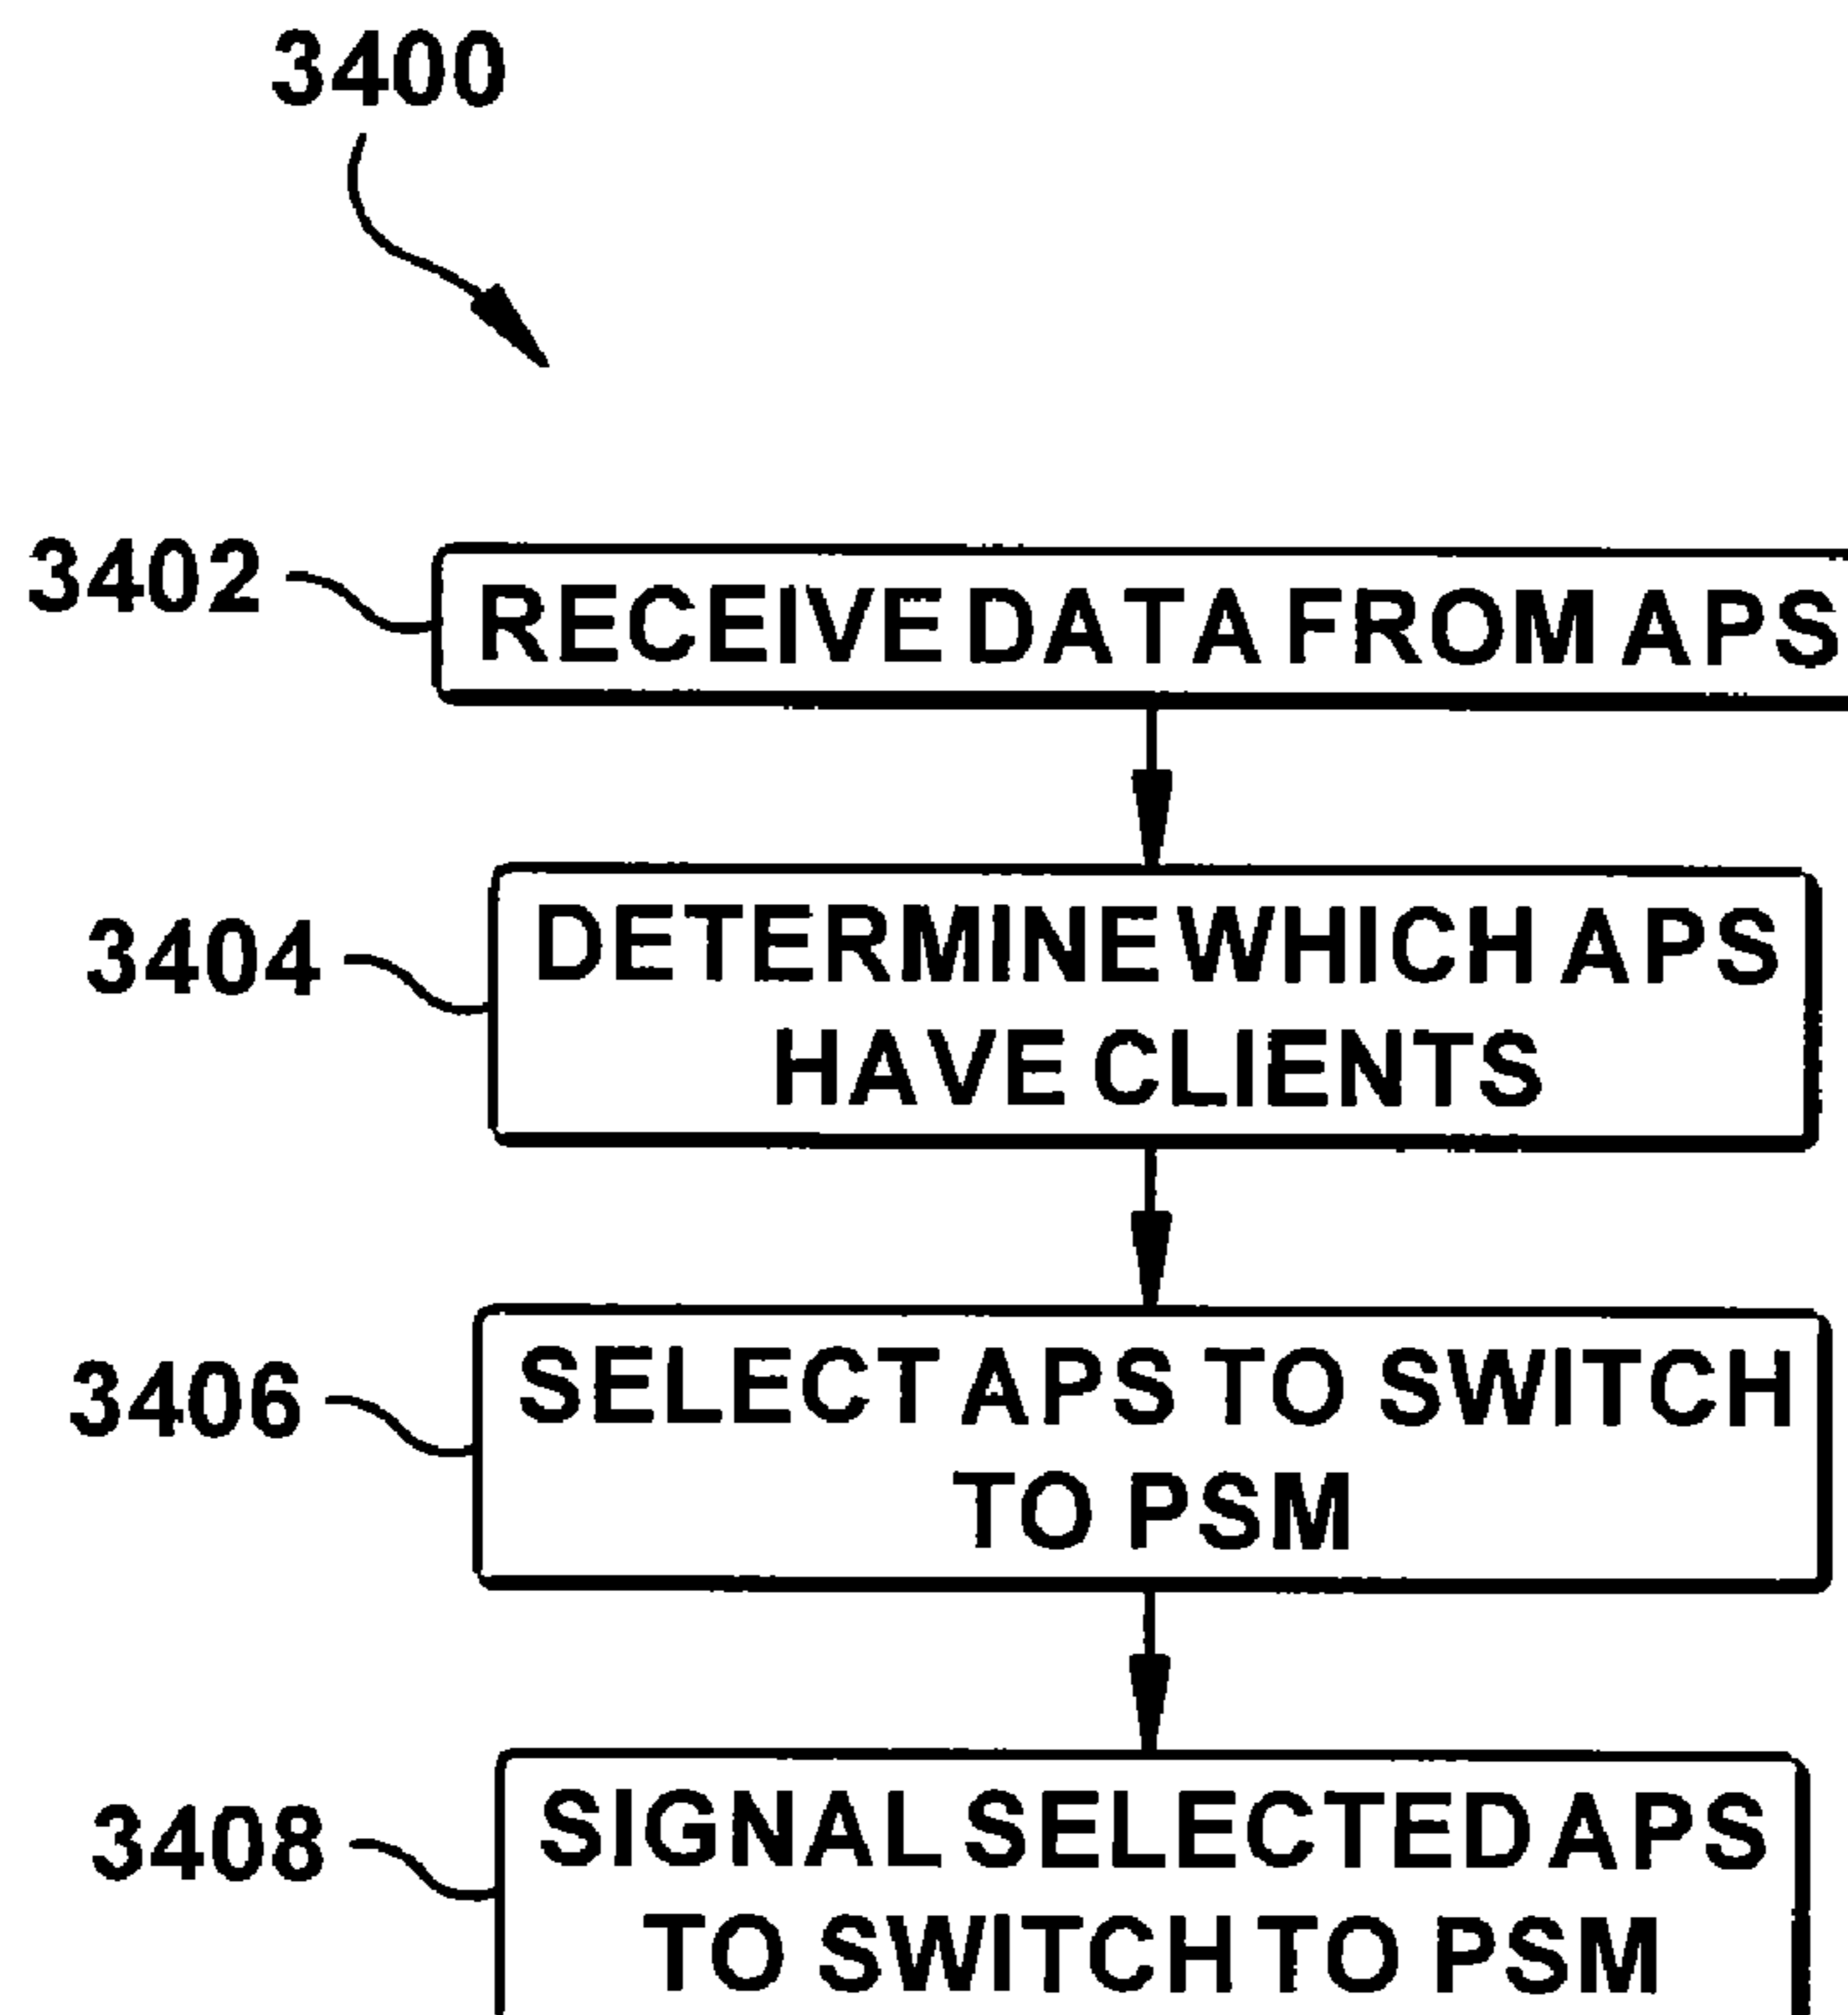 3400
3402
RECEIVE DATA FROM APS
3404
DETERMINE WHICH APS
HAVE CLIENTS
3406
SELECT APS TO SWITCH
TO PSM
3408
SIGNAL SELECTED APS
TO SWITCH TO PSM